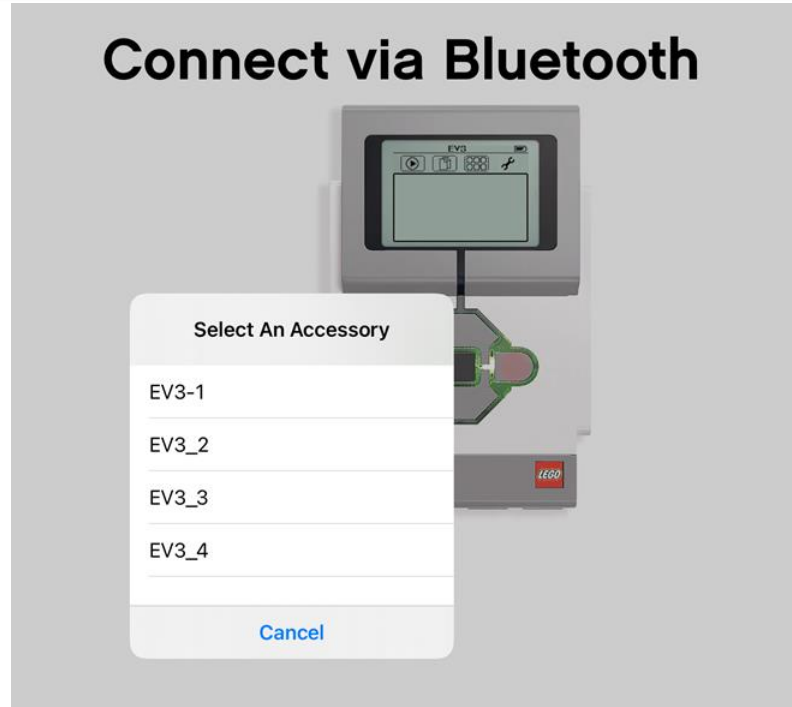 Connect via Bluetooth
EV3
Select An Accessory
EV3-1
EV3_2
EV3_3
EV3_4
LEGO
Cancel